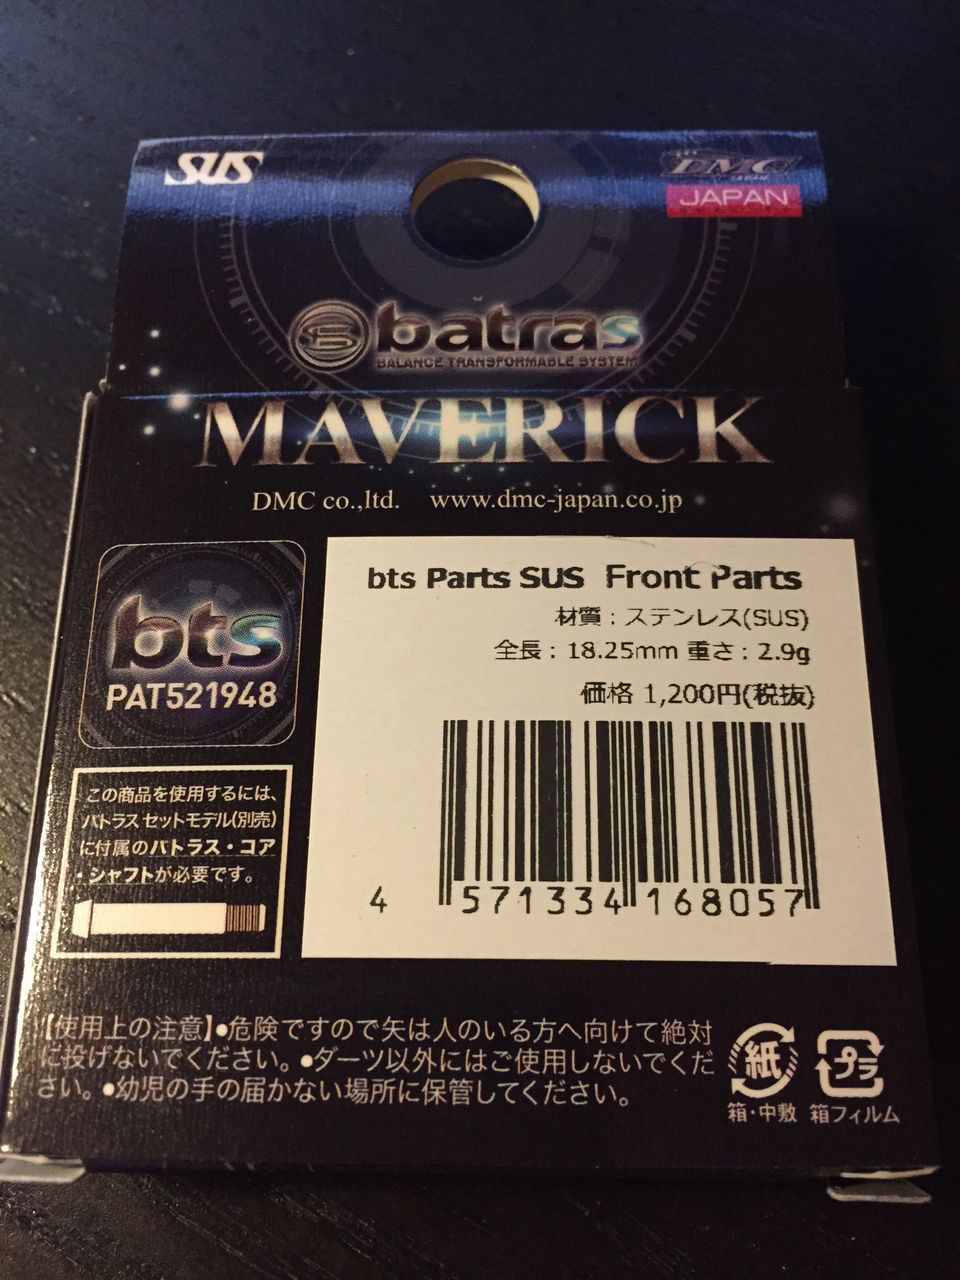 SUS
DMC
JAPAN
batras
BALANCE TRANSFORMABLE SYSTEM
MAVERICK
DMC co.,ltd. www.dmc-japan.co.jp
bts
PAT521948
bts Parts SUS Front Parts
材質：ステンレス(SUS)
全長：18.25mm 重さ：2.9g
価格 1,200円(税抜)
4 571334 168057
この商品を使用するには、
バトラス セットモデル(別売)
に付属のバトラス・コア
・シャフトが必要です。
【使用上の注意】●危険ですので矢は人のいる方へ向けて絶対
に投げないでください。●ダーツ以外にはご使用しないでくだ
さい。●幼児の手の届かない場所に保管してください。
紙
箱・中敷
プラ
箱フィルム